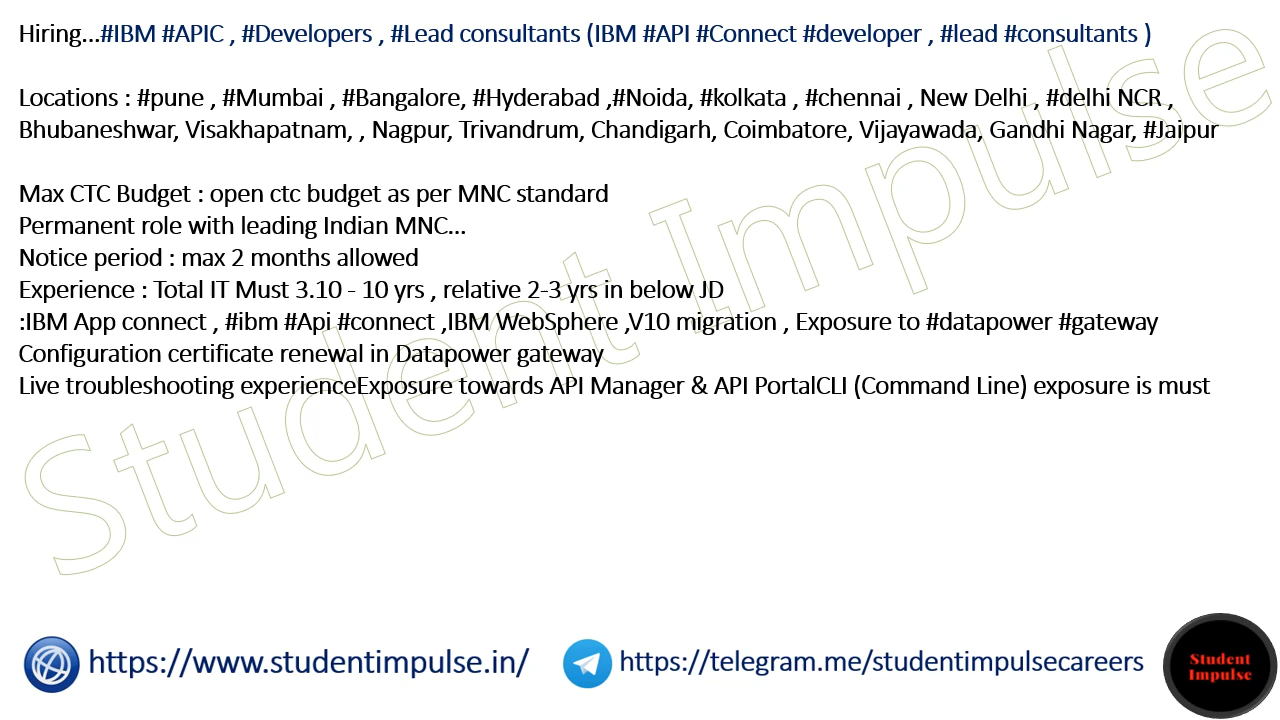 Hiring...#IBM #APIC , #Developers , #Lead consultants (IBM #API #Connect #developer , #lead #consultants )
Locations : #pune , #Mumbai , #Bangalore, #Hyderabad ,#Noida, #kolkata , #chennai , New Delhi , #delhi NCR ,
Bhubaneshwar, Visakhapatnam, , Nagpur, Trivandrum, Chandigarh, Coimbatore, Vijayawada, Gandhi Nagar, #Jaipur
Max CTC Budget : open ctc budget as per MNC standard
Permanent role with leading Indian MNC...
Notice period : max 2 months allowed
Experience : Total IT Must 3.10 - 10 yrs , relative 2-3 yrs in below JD
:IBM App connect , #ibm #Api #connect ,IBM WebSphere ,V10 migration , Exposure to #datapower #gateway
Configuration certificate renewal in Datapower gateway
Live troubleshooting experienceExposure towards API Manager & API PortalCLI (Command Line) exposure is must
Student Impulse
https://www.studentimpulse.in/
https://telegram.me/studentimpulsecareers
Student
Impulse